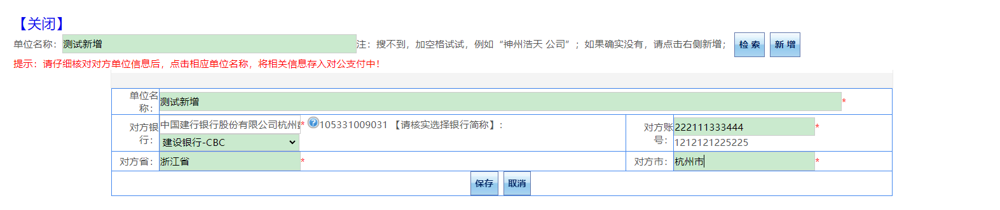 【关闭】
单位名称：测试新增注：搜不到，加空格试试，例如“神州浩天 公司”；如果确实没有，请点击右侧新增； 检 索 新 增
提示：请仔细核对对方单位信息后，点击相应单位名称，将相关信息存入对公支付中！
单位名称： 测试新增*
对方银行： 中国建行银行股份有限公司杭州* 105331009031 【请核实选择银行简称】：
建设银行-CBC
对方账号： 222111333444*
1212121225225
对方省： 浙江省* 对方市： 杭州市*
保存 取消